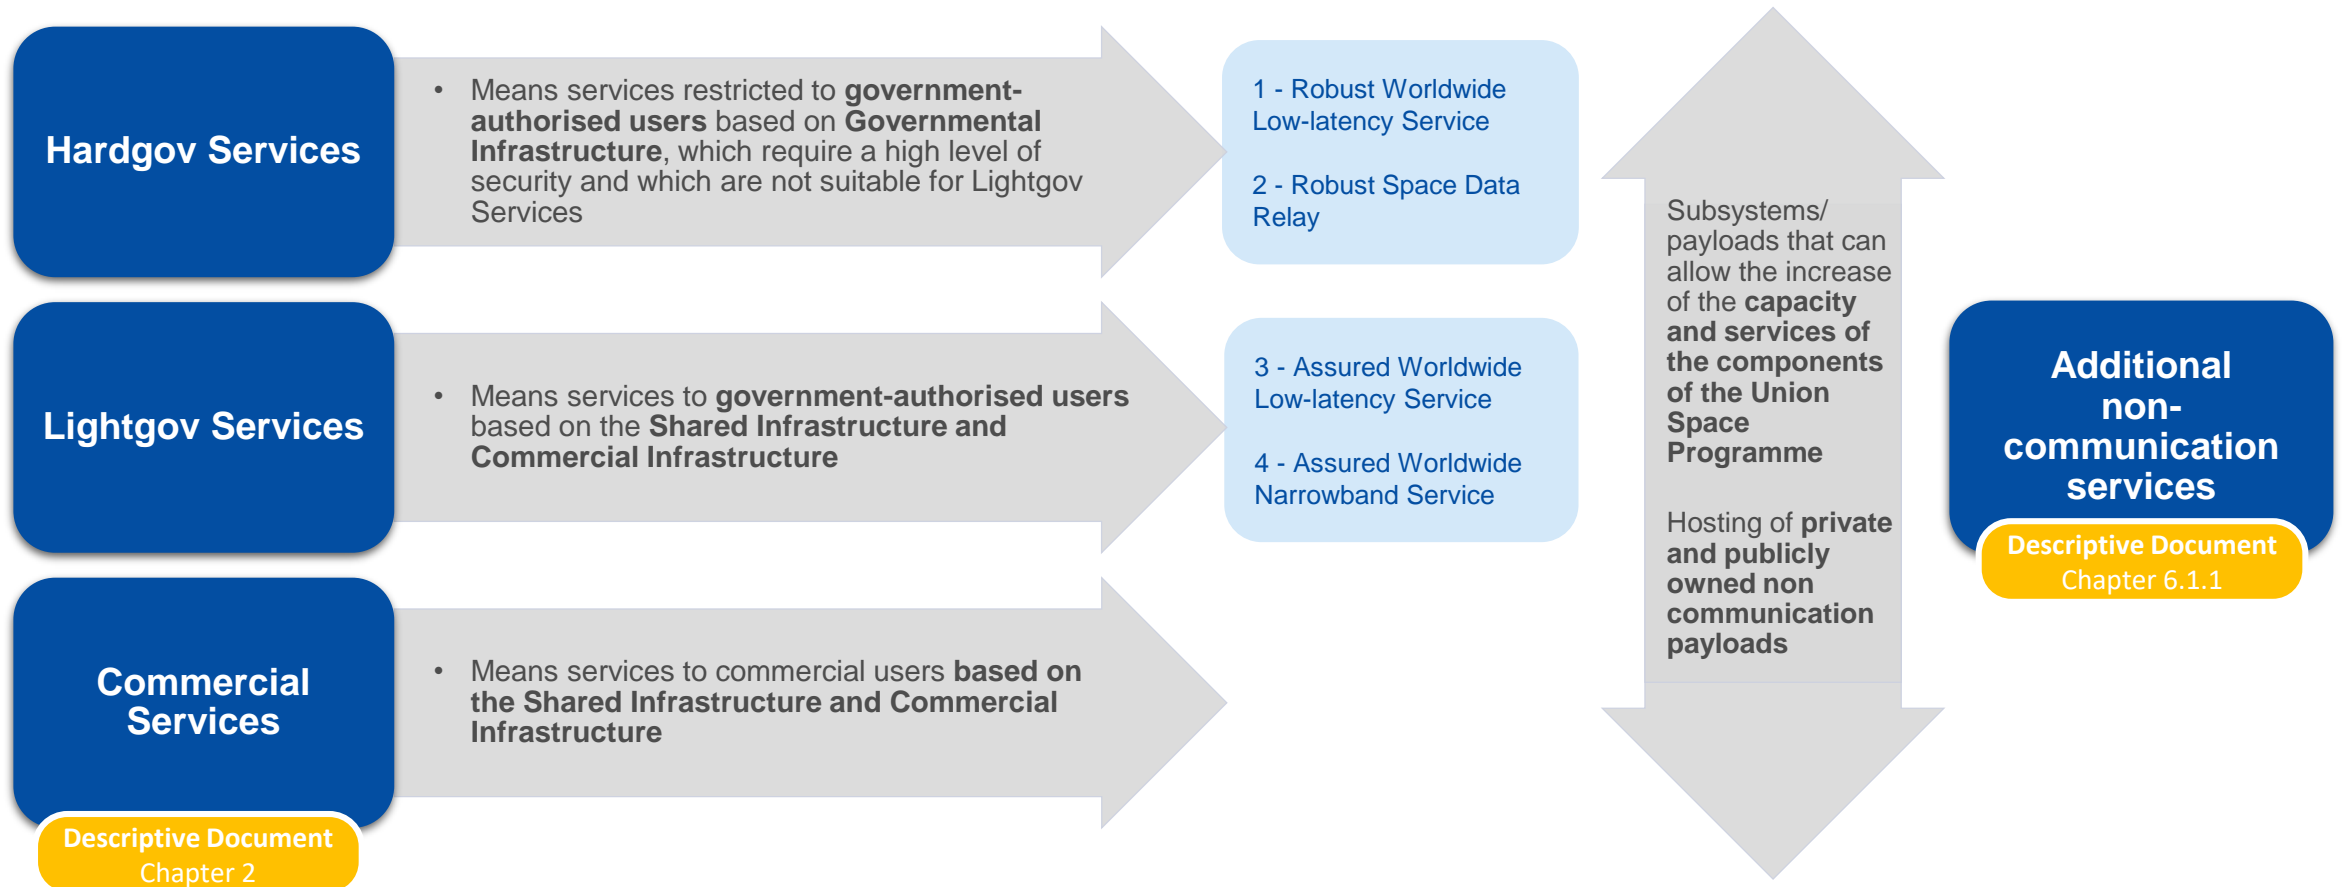 Hardgov Services
• Means services restricted to government-
authorised users based on Governmental
Infrastructure, which require a high level of
security and which are not suitable for Lightgov
Services
1 - Robust Worldwide
Low-latency Service
2 - Robust Space Data
Relay
Lightgov Services
• Means services to government-authorised users
based on the Shared Infrastructure and
Commercial Infrastructure
3 - Assured Worldwide
Low-latency Service
4 - Assured Worldwide
Narrowband Service
Commercial
Services
Descriptive Document
Chapter 2
• Means services to commercial users based on
the Shared Infrastructure and Commercial
Infrastructure
Subsystems/
payloads that can
allow the increase
of the capacity
and services of
the components
of the Union
Space
Programme
Hosting of private
and publicly
owned non
communication
payloads
Additional
non-
communication
services
Descriptive Document
Chapter 6.1.1